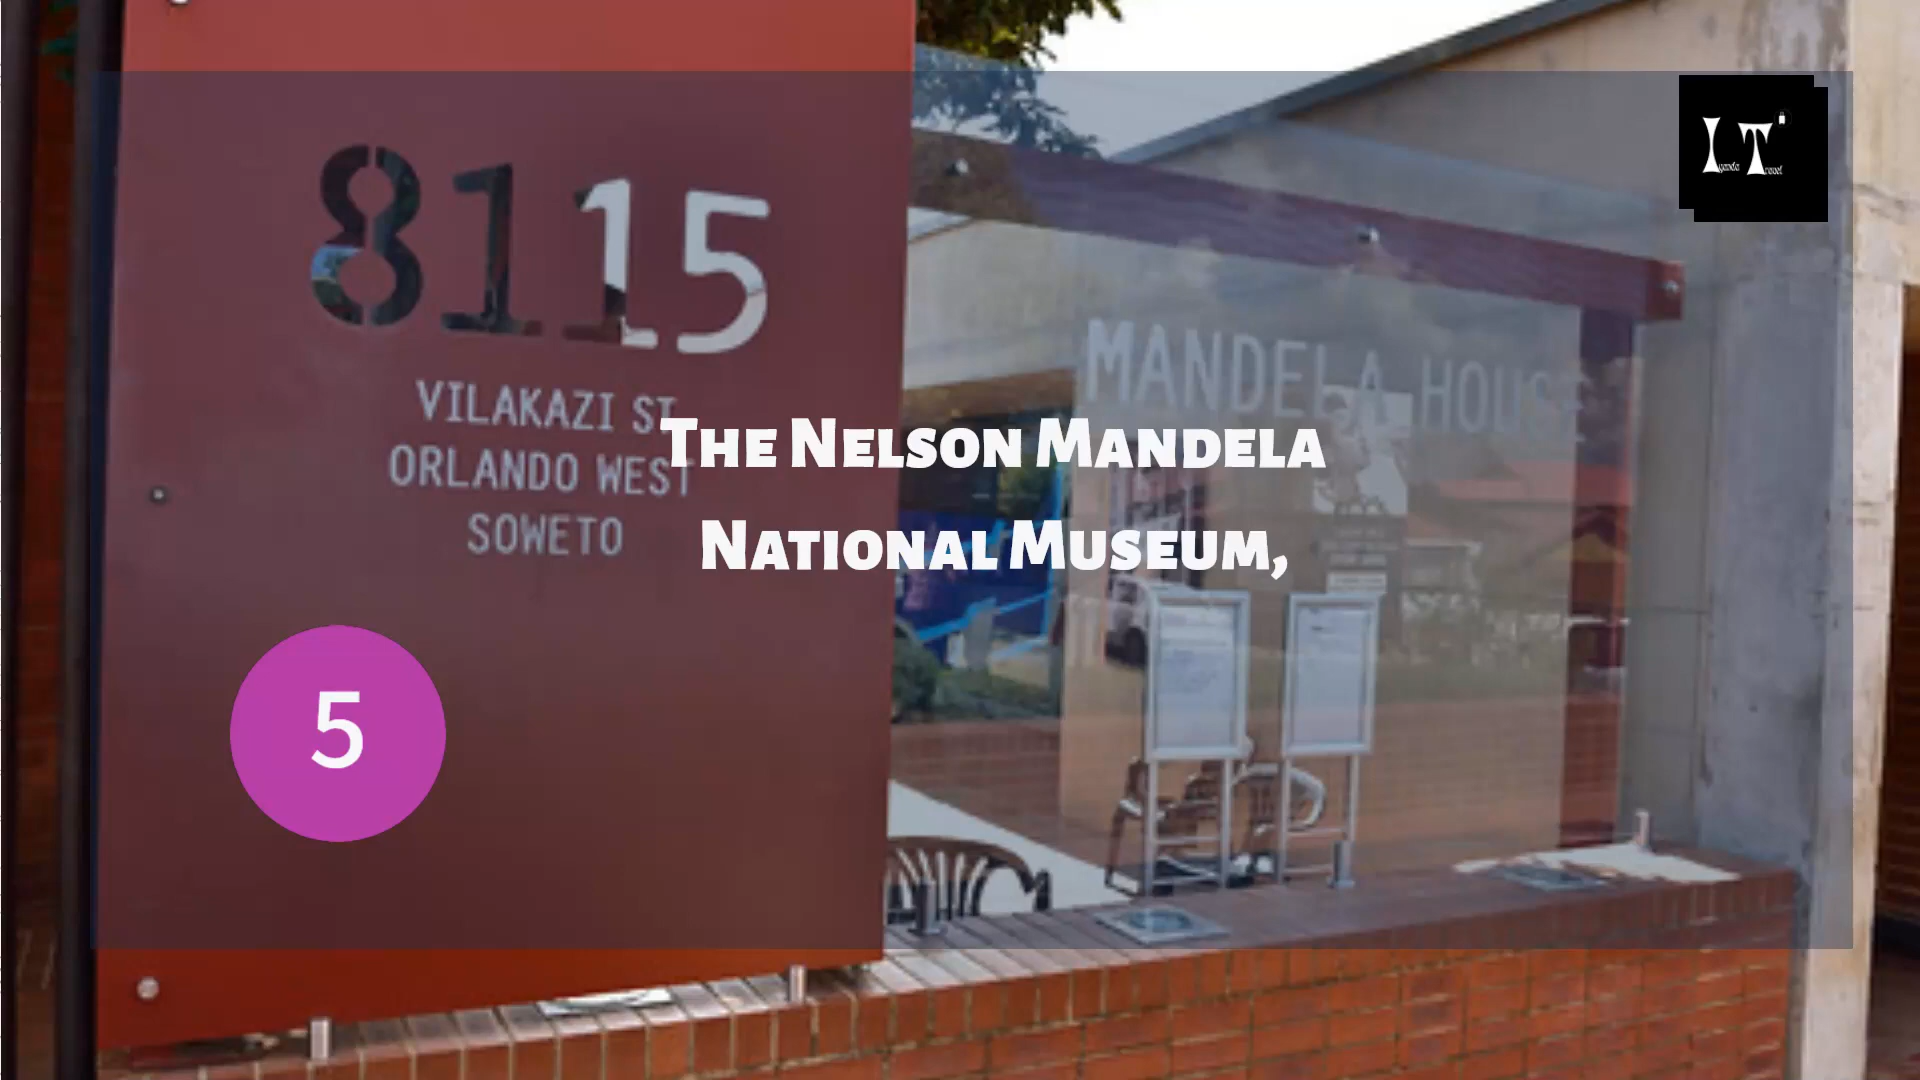 8115
VILAKAZI ST
ORLANDO WEST
SOWETO
MANDELA HOUSE
The Nelson Mandela
National Museum,
5